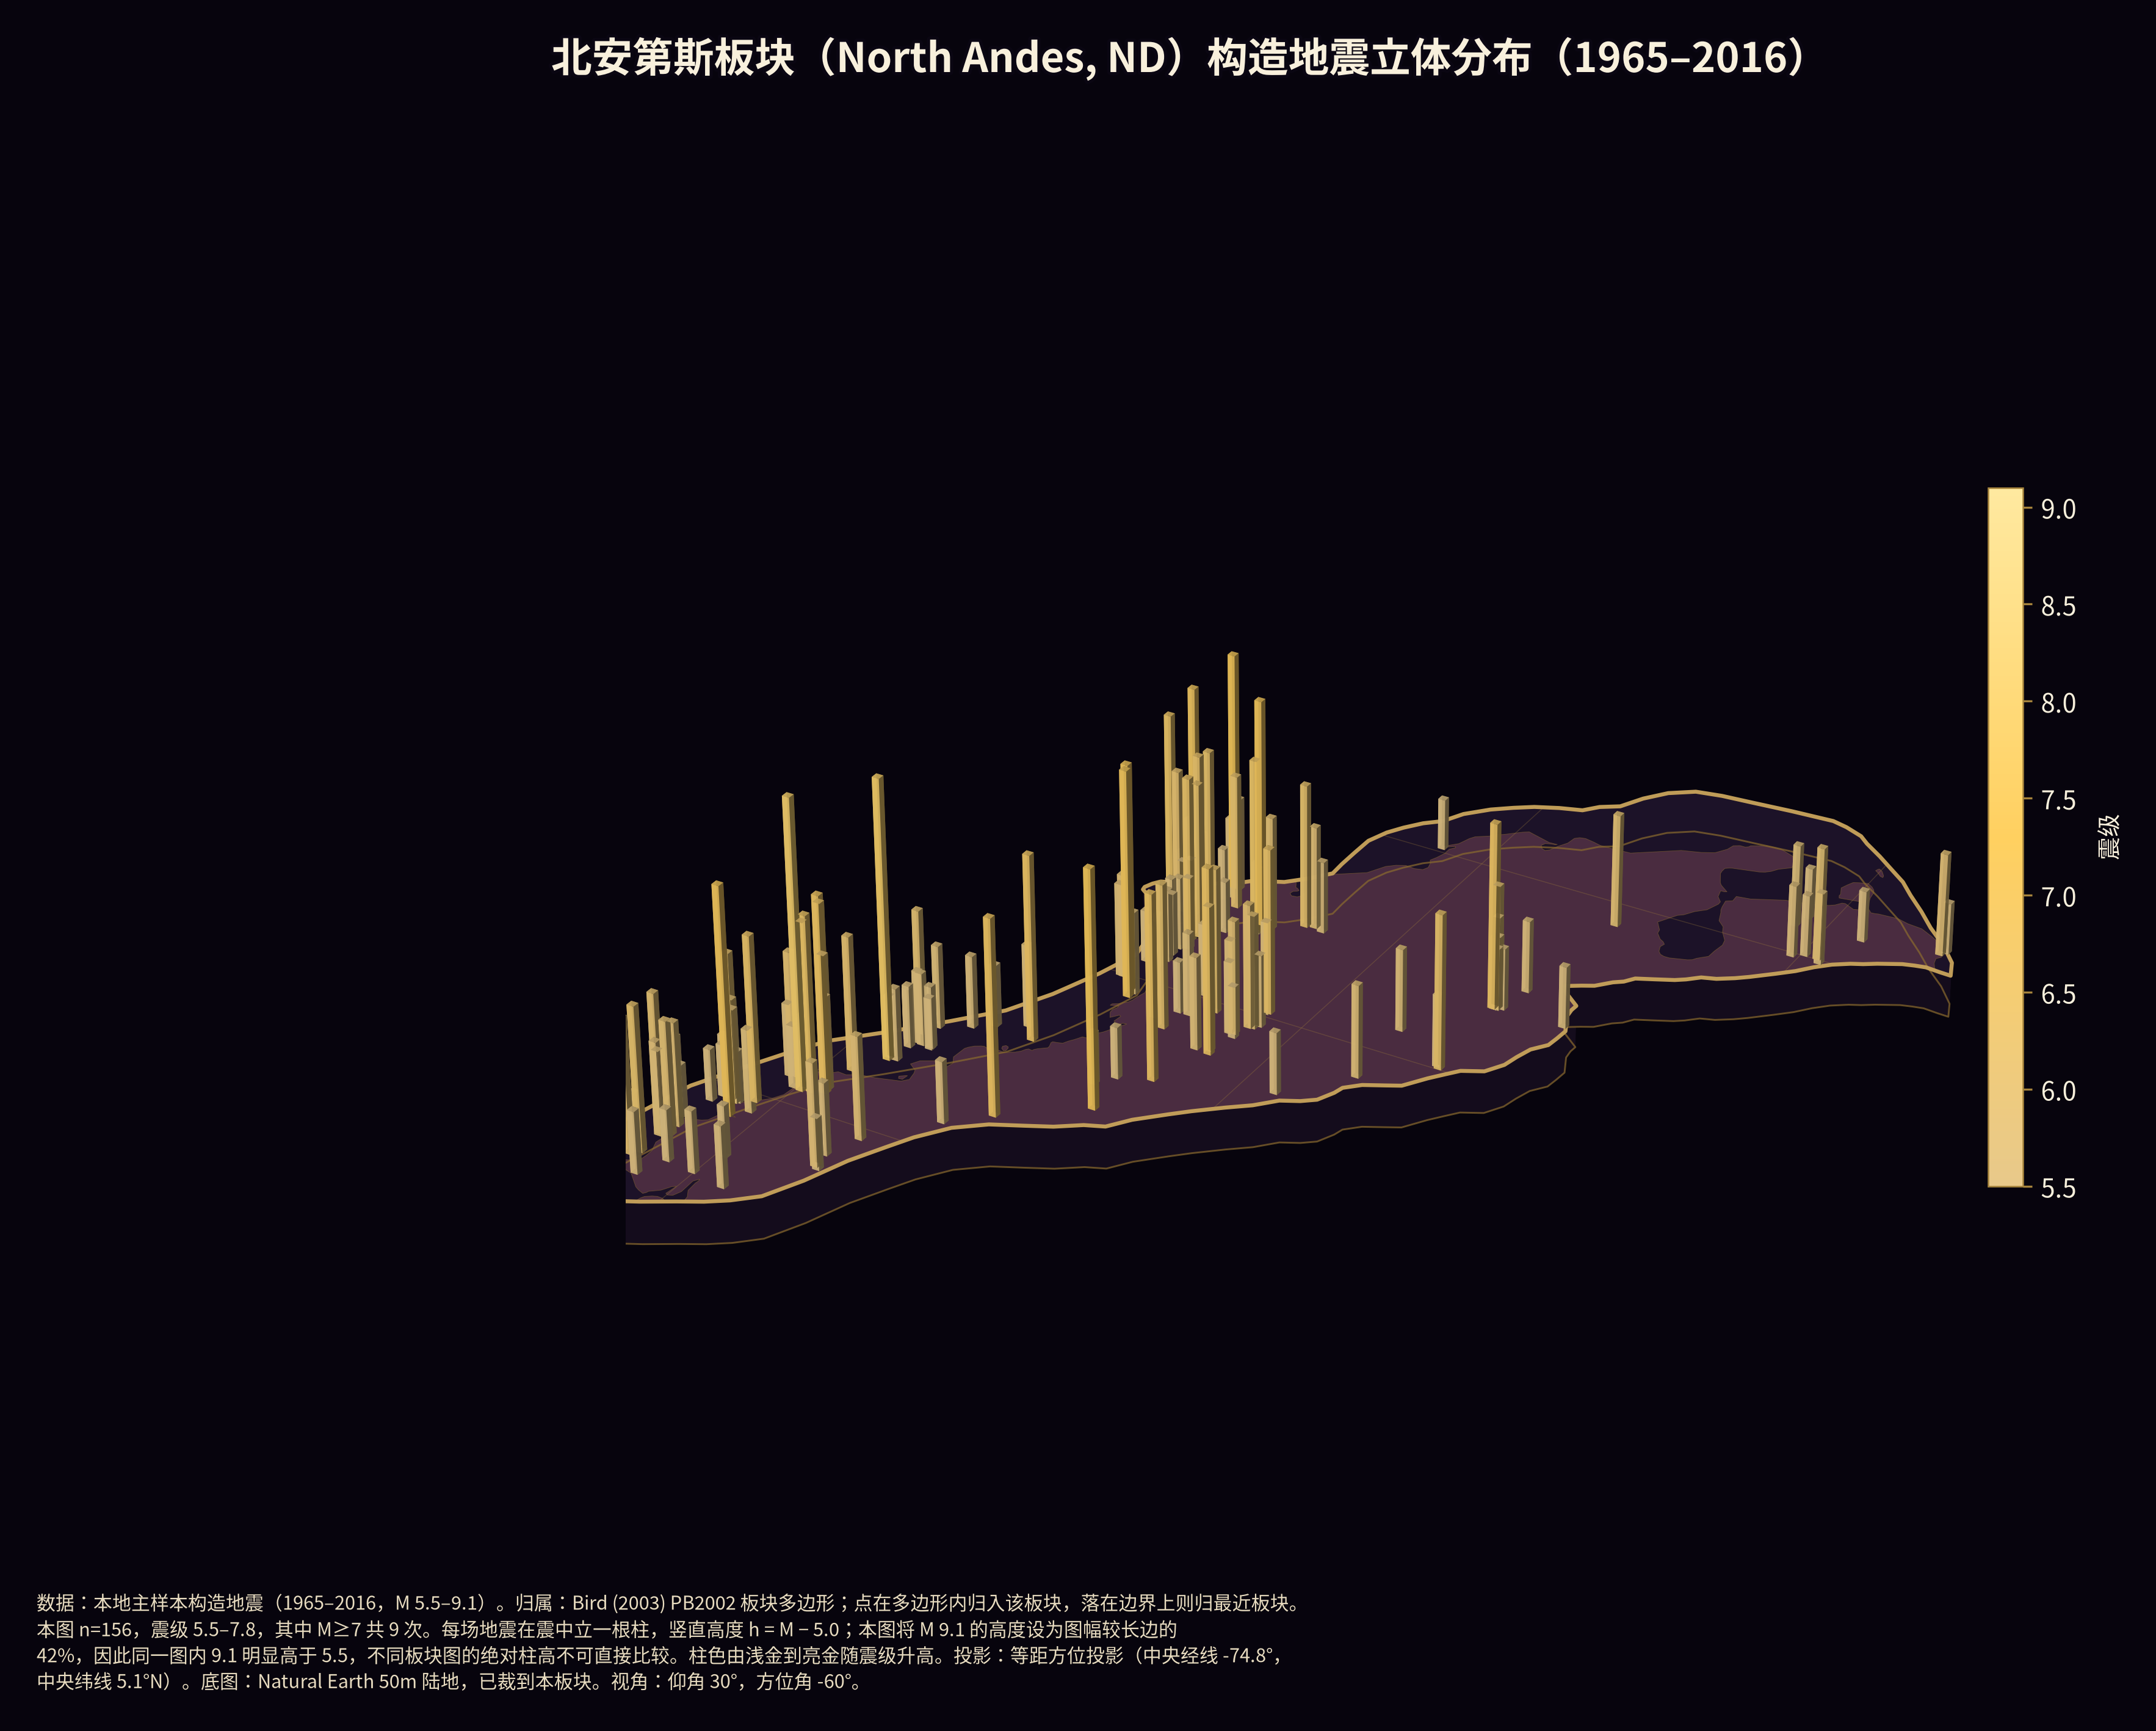 北安第斯板块（North Andes, ND）构造地震立体分布（1965–2016）
9.0
8.5
8.0
7.5
7.0
6.5
6.0
5.5
震级
数据：本地主样本构造地震（1965–2016，M 5.5–9.1）。归属：Bird (2003) PB2002 板块多边形；点在多边形内归入该板块，落在边界上则归最近板块。
本图 n=156，震级 5.5–7.8，其中 M≥7 共 9 次。每场地震在震中立一根柱，竖直高度 h = M − 5.0；本图将 M 9.1 的高度设为图幅较长边的
42%，因此同一图内 9.1 明显高于 5.5，不同板块图的绝对柱高不可直接比较。柱色由浅金到亮金随震级升高。投影：等距方位投影（中央经线 -74.8°，
中央纬线 5.1°N）。底图：Natural Earth 50m 陆地，已裁到本板块。视角：仰角 30°，方位角 -60°。